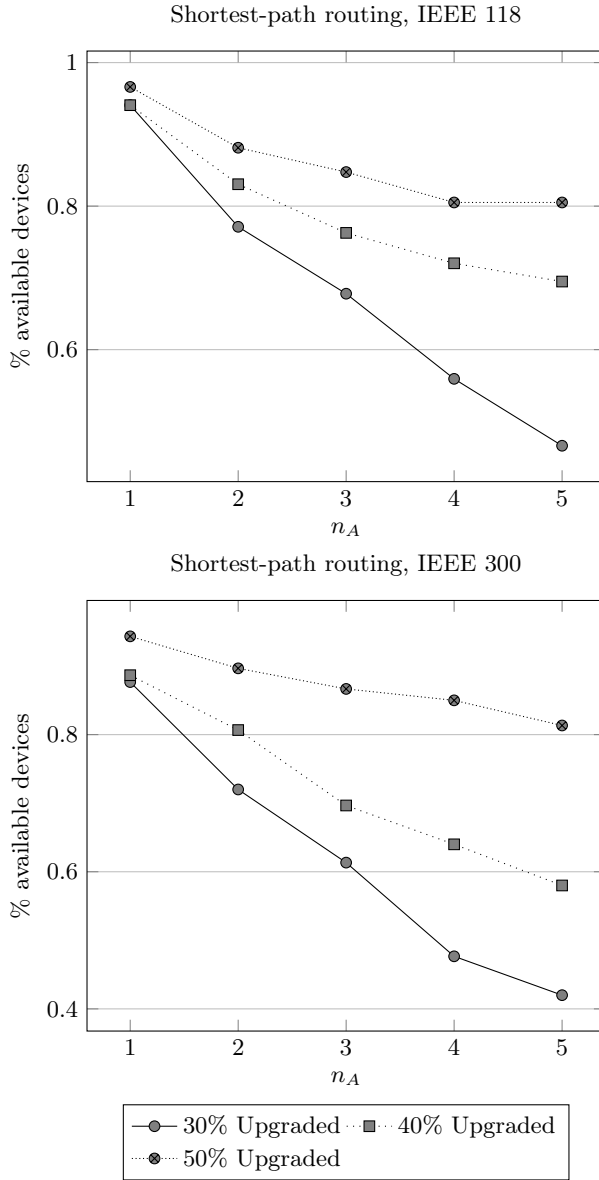 Shortest-path routing, IEEE 118
1
0.8
0.6
% available devices
1 2 3 4 5
n_A
Shortest-path routing, IEEE 300
0.8
0.6
0.4
% available devices
1 2 3 4 5
n_A
30% Upgraded 40% Upgraded
50% Upgraded